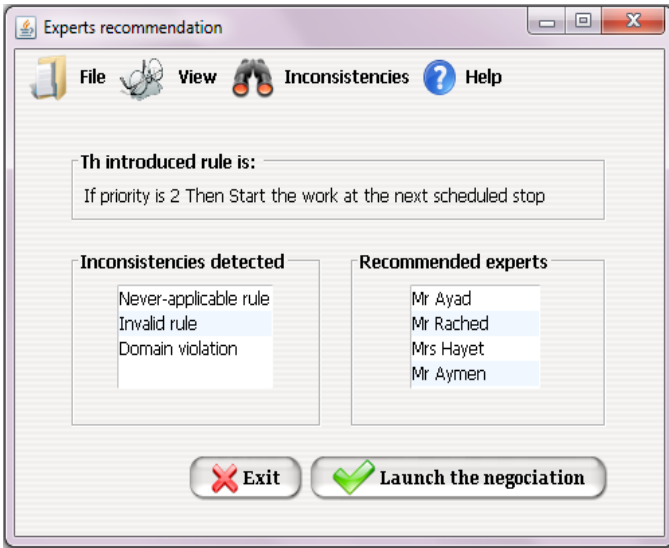 Experts recommendation
File View Inconsistencies Help
Th introduced rule is:
If priority is 2 Then Start the work at the next scheduled stop
Inconsistencies detected
Never-applicable rule
Invalid rule
Domain violation
Recommended experts
Mr Ayad
Mr Rached
Mrs Hayet
Mr Aymen
Exit
Launch the negociation